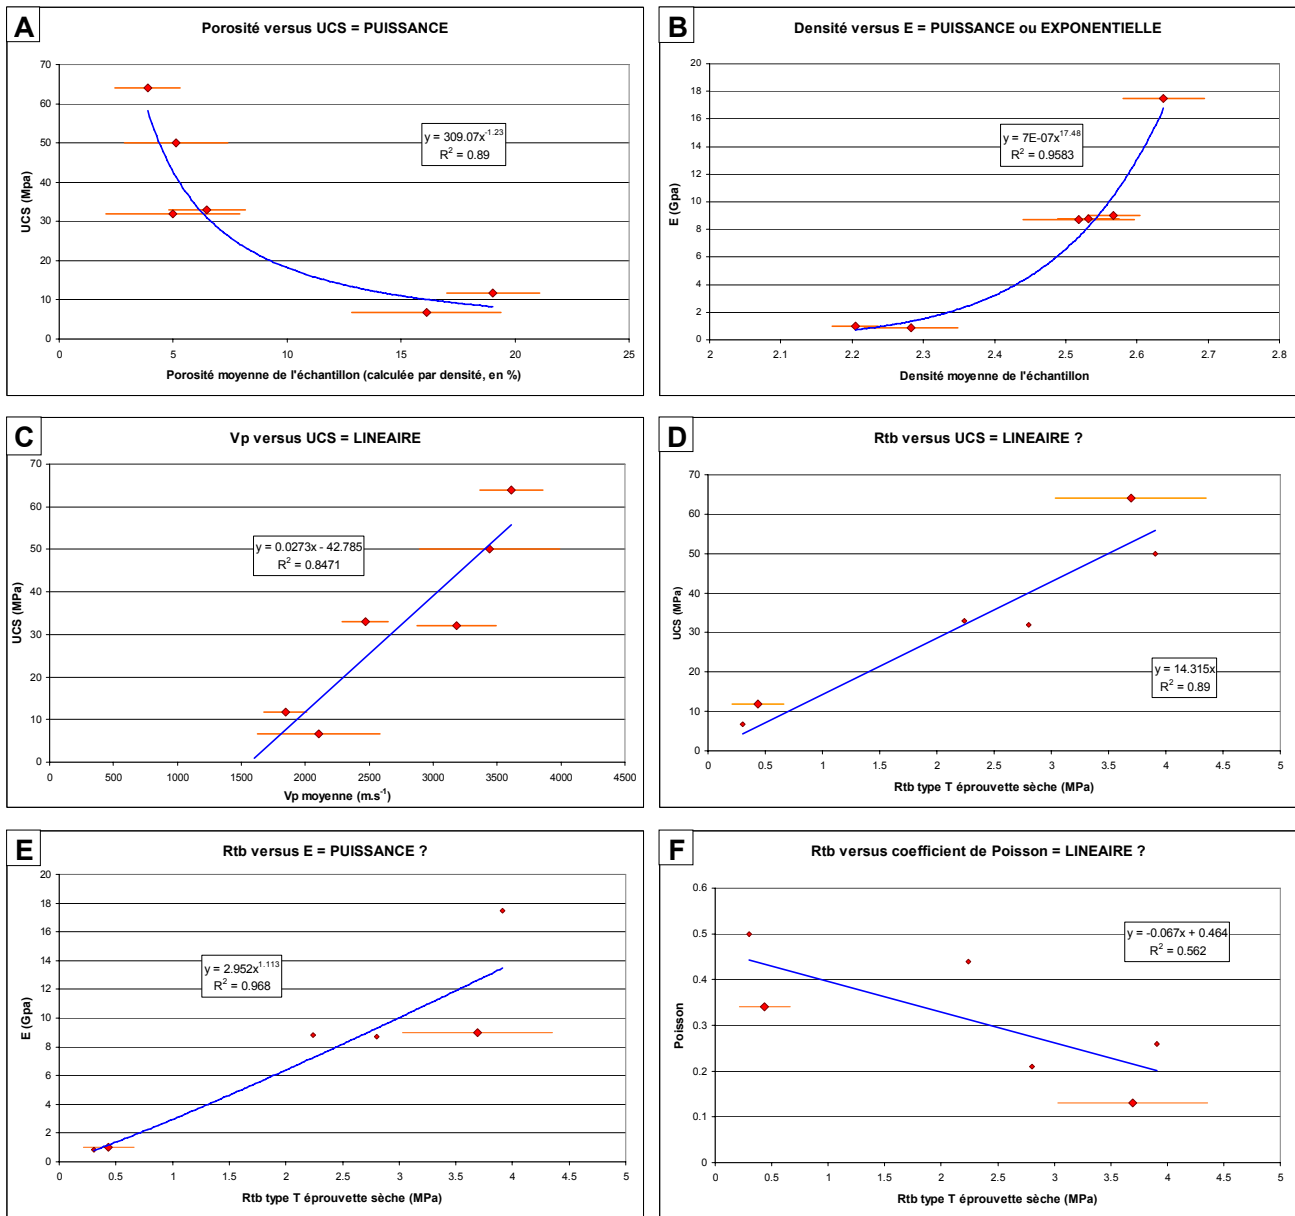 A
Porosité versus UCS = PUISSANCE
70
60
50
40
30
20
10
0
UCS (Mpa)
y = 309.07x^-1.23
R² = 0.89
0 5 10 15 20 25
Porosité moyenne de l'échantillon (calculée par densité, en %)
B
Densité versus E = PUISSANCE ou EXPONENTIELLE
20
18
16
14
12
10
8
6
4
2
0
E (Gpa)
y = 7E-07x^17.48
R² = 0.9583
2 2.1 2.2 2.3 2.4 2.5 2.6 2.7 2.8
Densité moyenne de l'échantillon
C
Vp versus UCS = LINEAIRE
70
60
50
40
30
20
10
0
UCS (MPa)
y = 0.0273x - 42.785
R² = 0.8471
0 500 1000 1500 2000 2500 3000 3500 4000 4500
Vp moyenne (m.s⁻¹)
D
Rtb versus UCS = LINEAIRE ?
70
60
50
40
30
20
10
0
UCS (MPa)
y = 14.315x
R² = 0.89
0 0.5 1 1.5 2 2.5 3 3.5 4 4.5 5
Rtb type T éprouvette sèche (MPa)
E
Rtb versus E = PUISSANCE ?
20
18
16
14
12
10
8
6
4
2
0
E (Gpa)
y = 2.952x^1.113
R² = 0.968
0 0.5 1 1.5 2 2.5 3 3.5 4 4.5 5
Rtb type T éprouvette sèche (MPa)
F
Rtb versus coefficient de Poisson = LINEAIRE ?
0.6
0.5
0.4
0.3
0.2
0.1
0
Poisson
y = -0.067x + 0.464
R² = 0.562
0 0.5 1 1.5 2 2.5 3 3.5 4 4.5 5
Rtb type T éprouvette sèche (MPa)